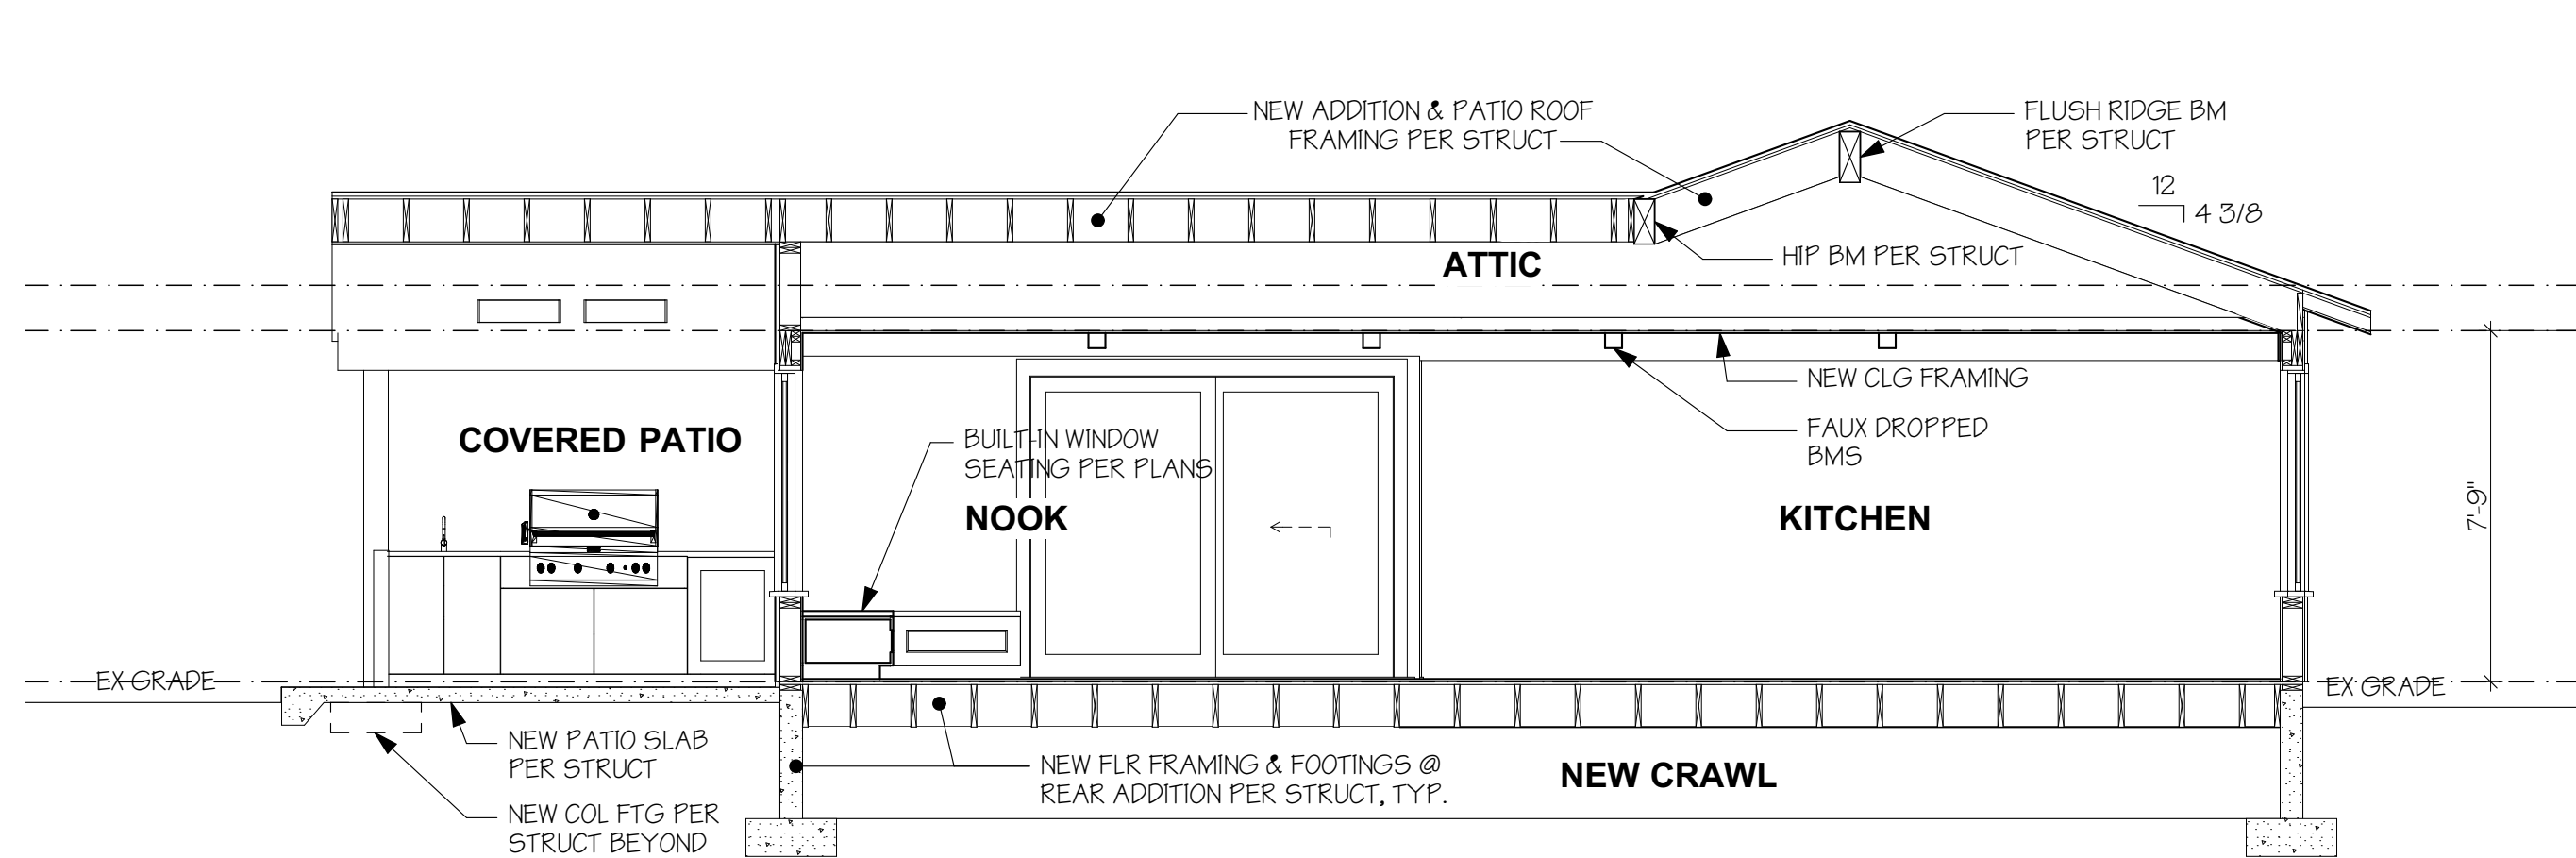 NEW ADDITION & PATIO ROOF
FRAMING PER STRUCT
FLUSH RIDGE BM
PER STRUCT
12
4 3/8
HIP BM PER STRUCT
ATTIC
NEW CLG FRAMING
FAUX DROPPED
BMS
COVERED PATIO
BUILT-IN WINDOW
SEATING PER PLANS
NOOK
KITCHEN
7'-9"
EX GRADE
EX GRADE
NEW PATIO SLAB
PER STRUCT
NEW COL FTG PER
STRUCT BEYOND
NEW FLR FRAMING & FOOTINGS @
REAR ADDITION PER STRUCT, TYP.
NEW CRAWL